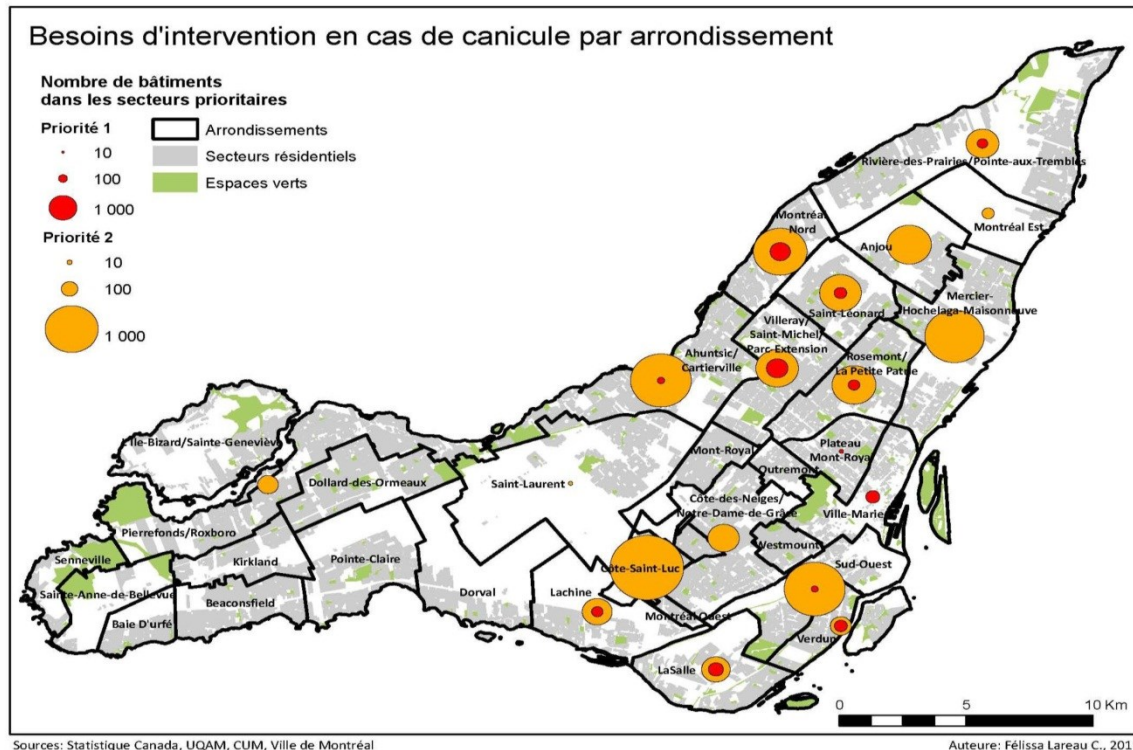 Besoins d'intervention en cas de canicule par arrondissement
Nombre de bâtiments
dans les secteurs prioritaires
Priorité 1
10
100
1 000
Priorité 2
10
100
1 000
Arrondissements
Secteurs résidentiels
Espaces verts
Rivière-des-Prairies/Pointe-aux-Trembles
Montréal
Nord
Montréal Est
Anjou
Mercier-
Hochelaga-Maisonneuve
Saint-Léonard
Villeray/
Saint-Michel/
Parc-Extension
Ahuntsic/
Cartierville
Rosemont/
La Petite Patrie
L'Île-Bizard/Sainte-Geneviève
Mont-Royal
Plateau
Mont-Royal
Outremont
Dollard-des-Ormeaux
Saint-Laurent
Côte-des-Neiges/
Notre-Dame-de-Grâce
Ville-Marie
Pierrefonds/Roxboro
Westmount
Senneville
Kirkland
Pointe-Claire
Côte-Saint-Luc
Sud-Ouest
Sainte-Anne-de-Bellevue
Beaconsfield
Dorval
Lachine
Montréal Ouest
Baie D'urfé
Verdun
LaSalle
0 5 10 Km
Sources: Statistique Canada, UQAM, CUM, Ville de Montréal
Auteure: Félissa Lareau C., 201